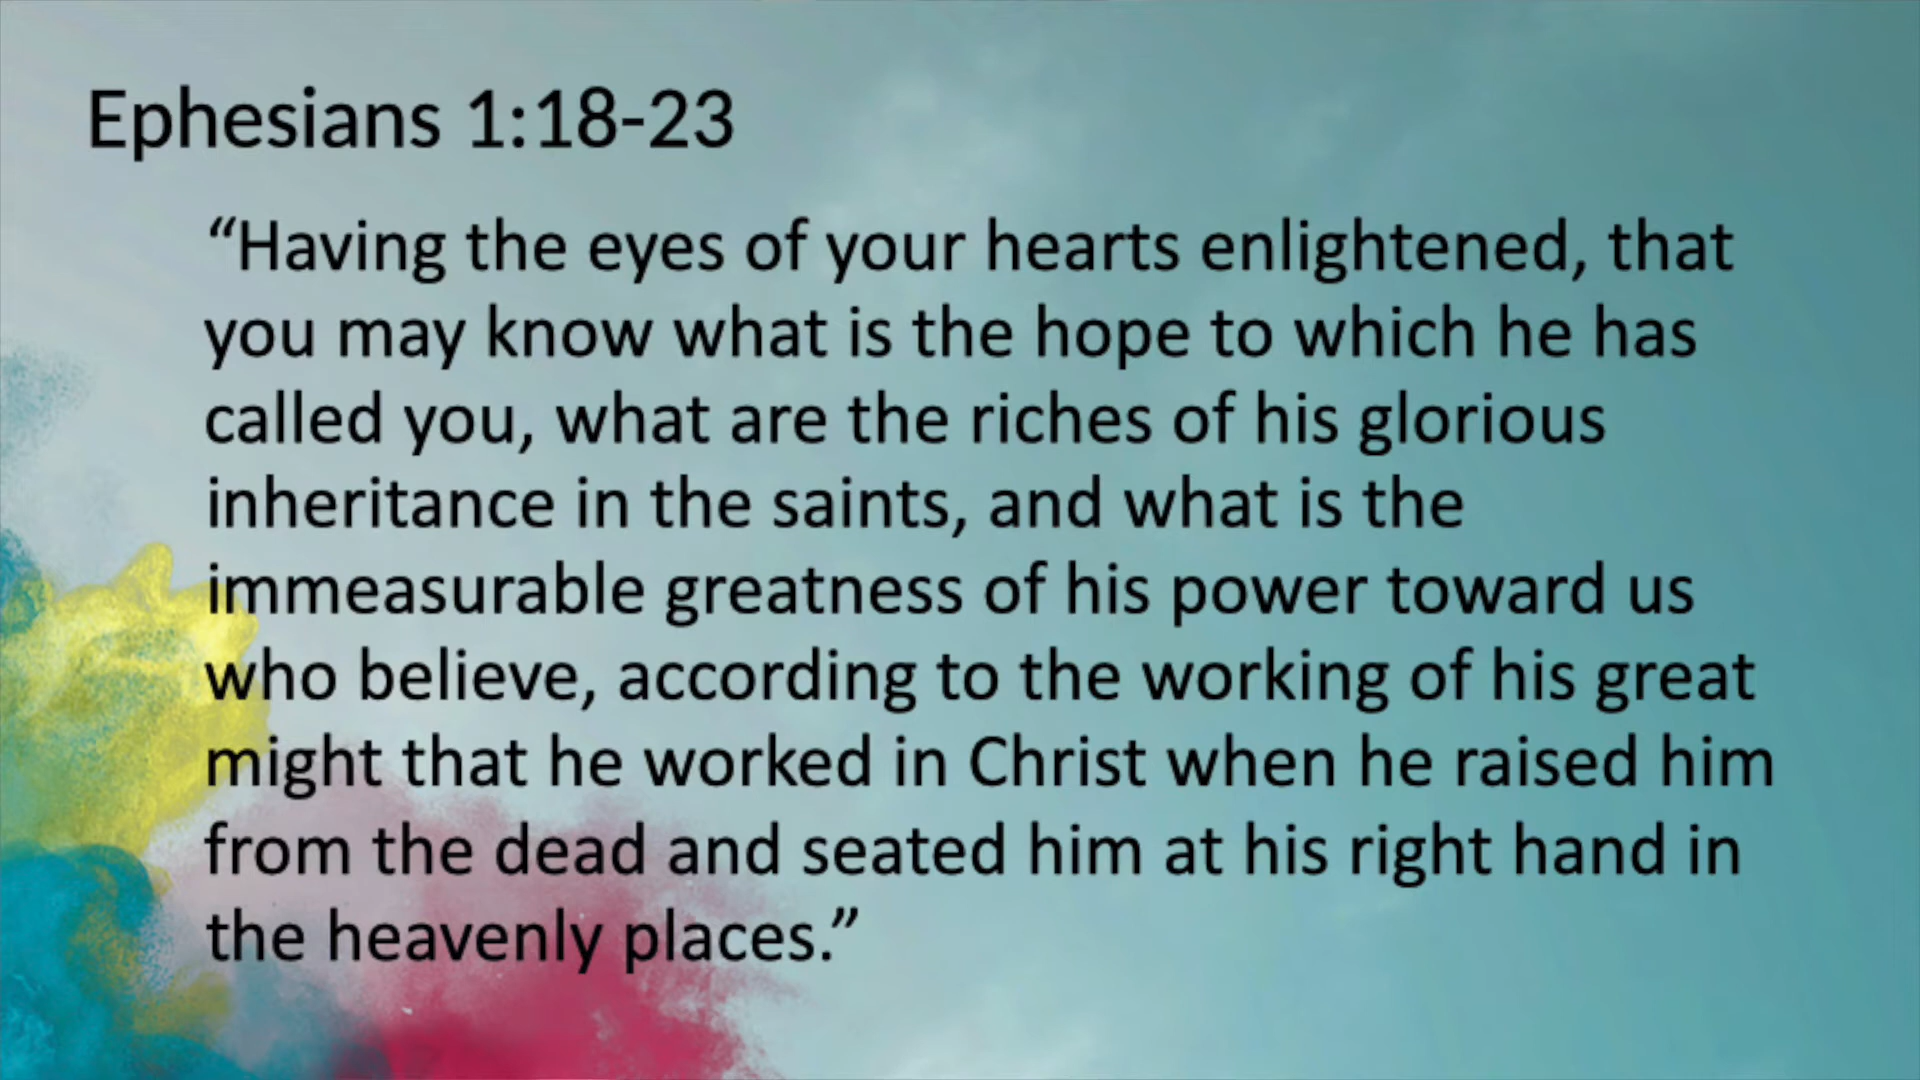 Ephesians 1:18-23
“Having the eyes of your hearts enlightened, that
you may know what is the hope to which he has
called you, what are the riches of his glorious
inheritance in the saints, and what is the
immeasurable greatness of his power toward us
who believe, according to the working of his great
might that he worked in Christ when he raised him
from the dead and seated him at his right hand in
the heavenly places.”